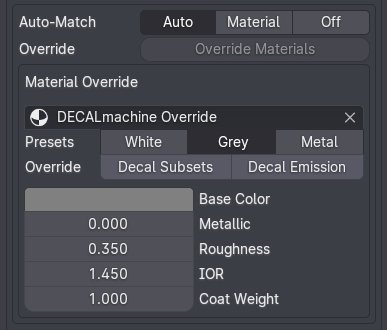 Auto-Match Auto Material Off
Override Override Materials
Material Override
DECALmachine Override
Presets White Grey Metal
Override Decal Subsets Decal Emission
Base Color
0.000 Metallic
0.350 Roughness
1.450 IOR
1.000 Coat Weight